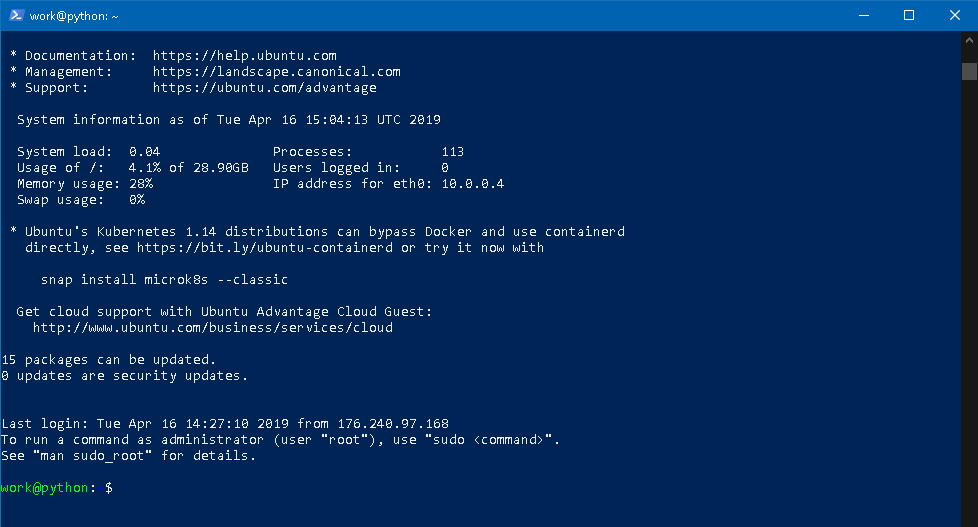 work@python: ~
* Documentation:  https://help.ubuntu.com
* Management:     https://landscape.canonical.com
* Support:        https://ubuntu.com/advantage
System information as of Tue Apr 16 15:04:13 UTC 2019
System load:  0.04              Processes:           113
Usage of /:   4.1% of 28.90GB   Users logged in:     0
Memory usage: 28%               IP address for eth0: 10.0.0.4
Swap usage:   0%
* Ubuntu's Kubernetes 1.14 distributions can bypass Docker and use containerd
directly, see https://bit.ly/ubuntu-containerd or try it now with
snap install microk8s --classic
Get cloud support with Ubuntu Advantage Cloud Guest:
http://www.ubuntu.com/business/services/cloud
15 packages can be updated.
0 updates are security updates.
Last login: Tue Apr 16 14:27:10 2019 from 176.240.97.168
To run a command as administrator (user "root"), use "sudo <command>".
See "man sudo_root" for details.
work@python: $